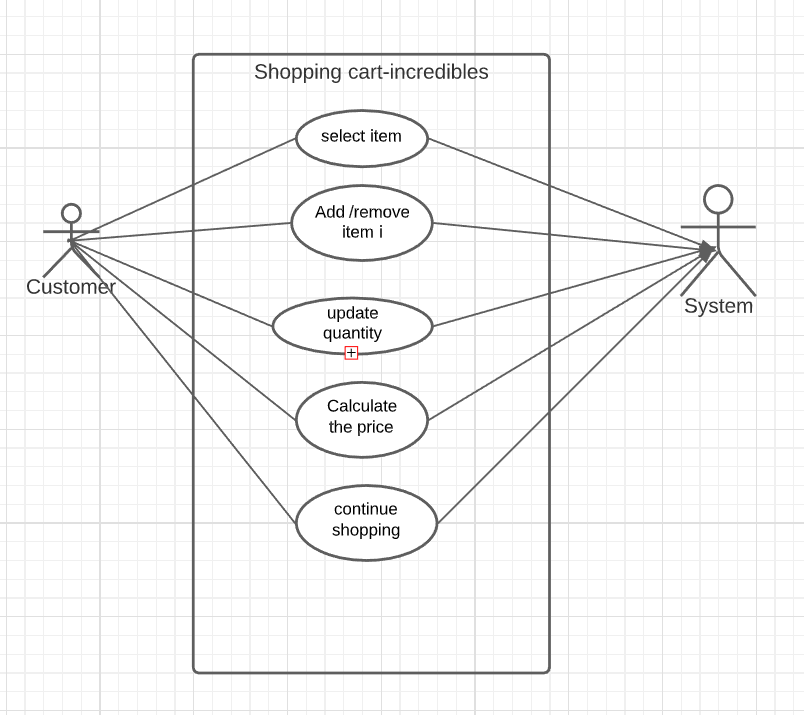 Shopping cart-incredibles
select item
Add /remove
item i
update
quantity
+
Calculate
the price
continue
shopping
Customer
System